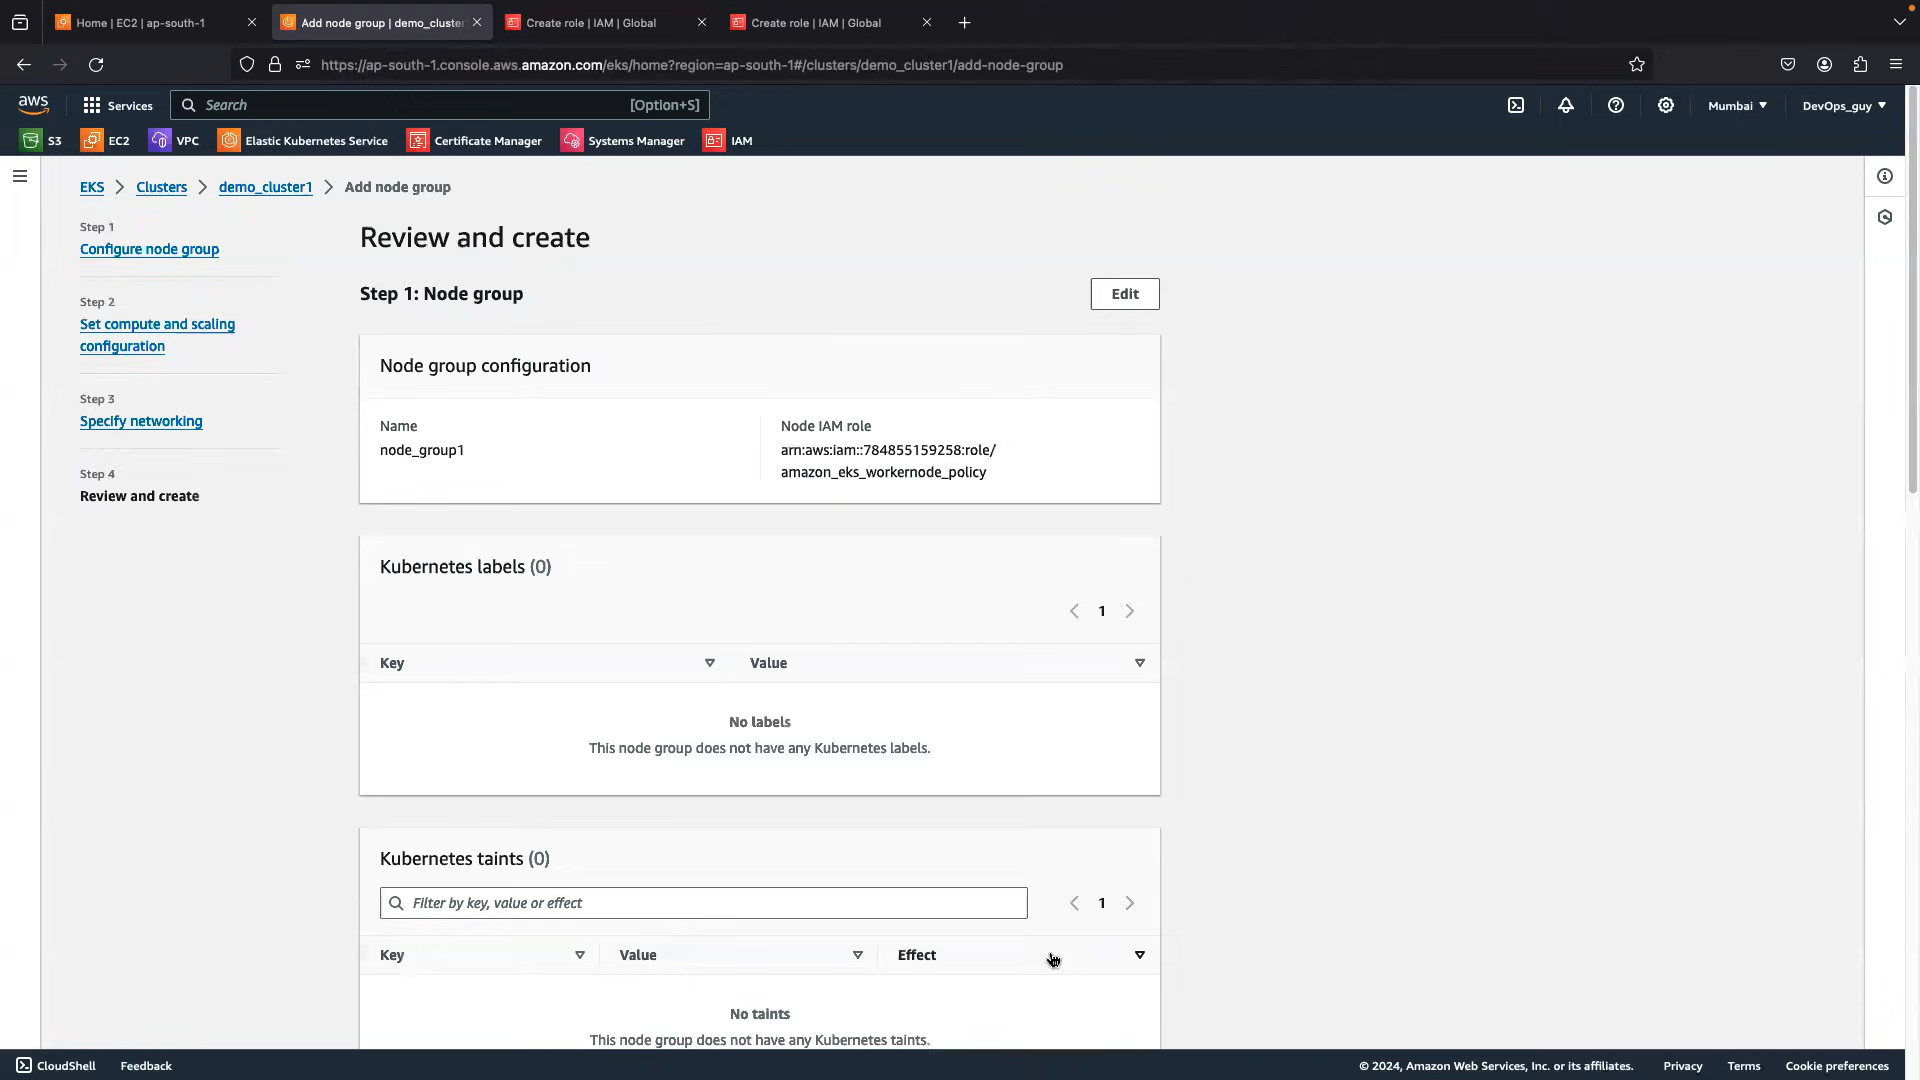 Home | EC2 | ap-south-1
Add node group | demo_cluster
Create role | IAM | Global
Create role | IAM | Global
https://ap-south-1.console.aws.amazon.com/eks/home?region=ap-south-1#/clusters/demo_cluster1/add-node-group
aws
Services
Search
[Option+S]
Mumbai
DevOps_guy
S3
EC2
VPC
Elastic Kubernetes Service
Certificate Manager
Systems Manager
IAM
EKS
Clusters
demo_cluster1
Add node group
Step 1
Configure node group
Step 2
Set compute and scaling
configuration
Step 3
Specify networking
Step 4
Review and create
Review and create
Step 1: Node group
Edit
Node group configuration
Name
node_group1
Node IAM role
arn:aws:iam::784855159258:role/
amazon_eks_workernode_policy
Kubernetes labels (0)
1
Key
Value
No labels
This node group does not have any Kubernetes labels.
Kubernetes taints (0)
Filter by key, value or effect
1
Key
Value
Effect
No taints
This node group does not have any Kubernetes taints.
CloudShell
Feedback
© 2024, Amazon Web Services, Inc. or its affiliates.
Privacy
Terms
Cookie preferences